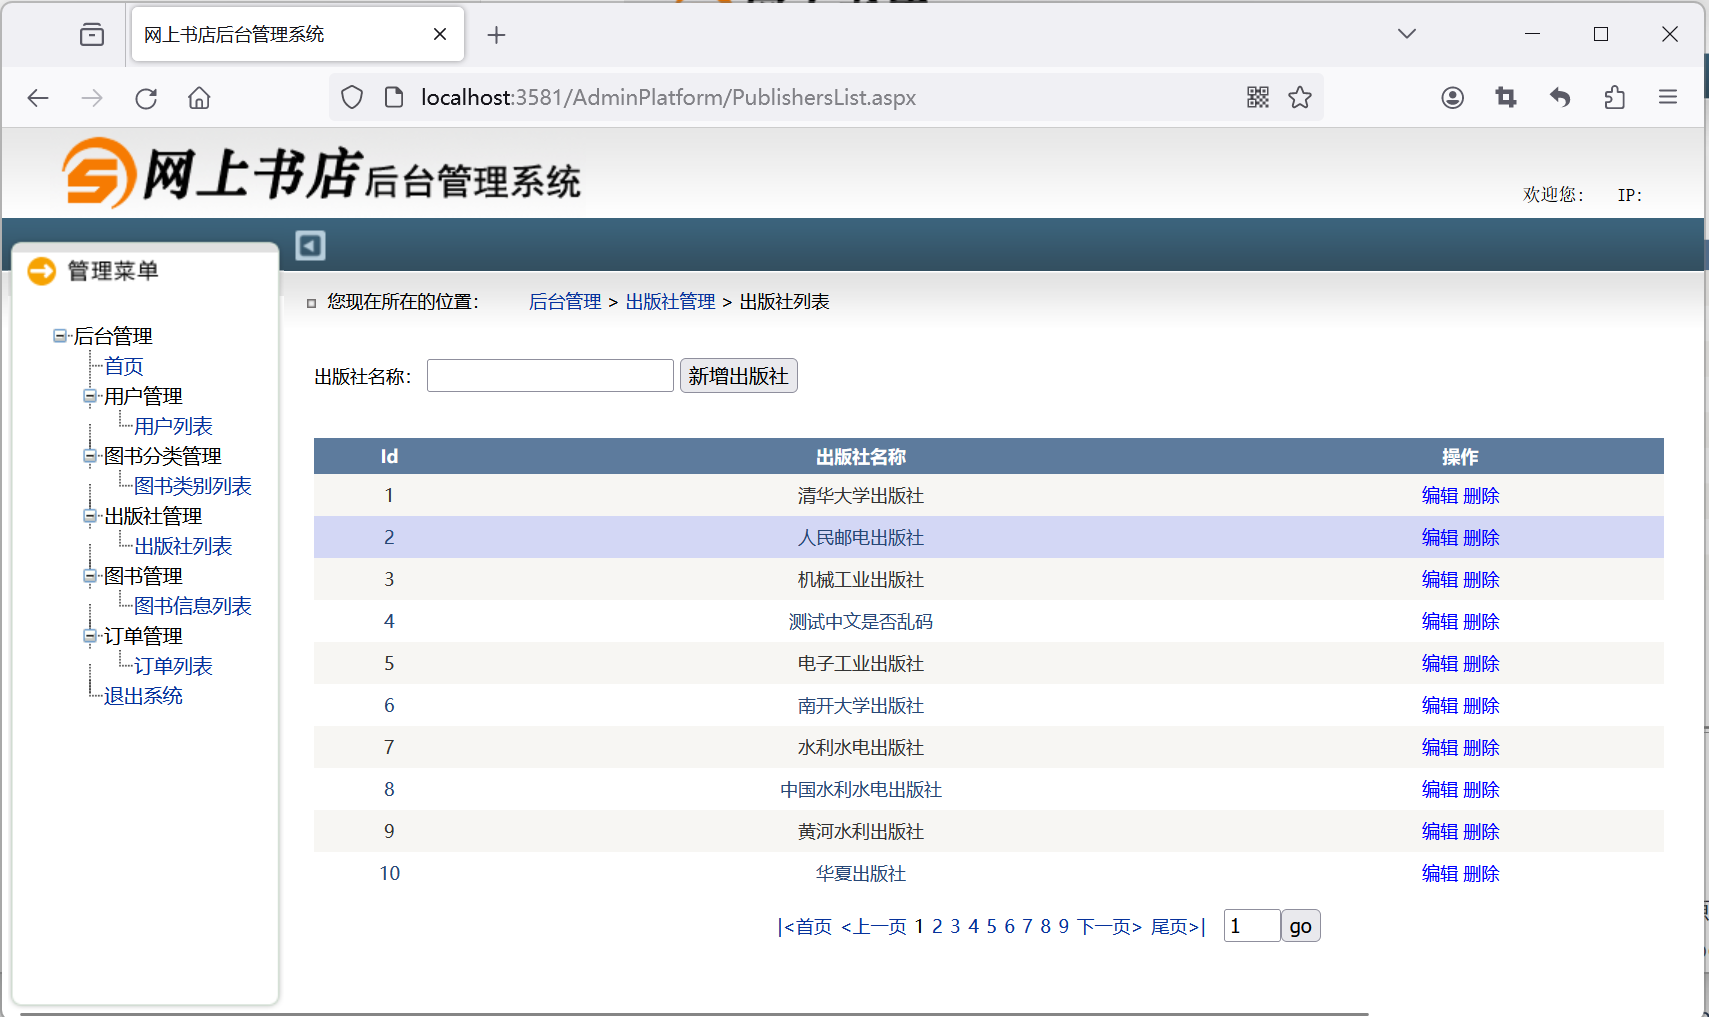 网上书店后台管理系统
localhost:3581/AdminPlatform/PublishersList.aspx
网上书店后台管理系统
欢迎您： IP:
管理菜单
您现在所在的位置： 后台管理 > 出版社管理 > 出版社列表
后台管理
首页
用户管理
用户列表
图书分类管理
图书类别列表
出版社管理
出版社列表
图书管理
图书信息列表
订单管理
订单列表
退出系统
出版社名称： 新增出版社
Id 出版社名称 操作
1 清华大学出版社 编辑 删除
2 人民邮电出版社 编辑 删除
3 机械工业出版社 编辑 删除
4 测试中文是否乱码 编辑 删除
5 电子工业出版社 编辑 删除
6 南开大学出版社 编辑 删除
7 水利水电出版社 编辑 删除
8 中国水利水电出版社 编辑 删除
9 黄河水利出版社 编辑 删除
10 华夏出版社 编辑 删除
|<首页 <上一页 1 2 3 4 5 6 7 8 9 下一页> 尾页>| 1 go